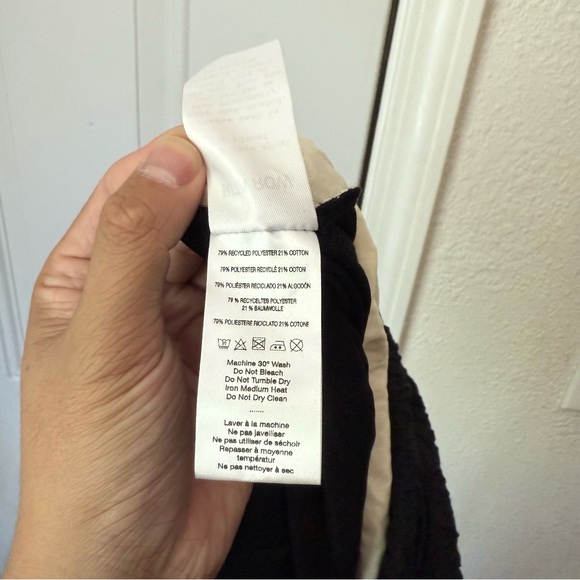 79% RECYCLED POLYESTER 21% COTTON
79% POLYESTER RECYCLÉ 21% COTON
79% POLIÉSTER RECICLADO 21% ALGODÓN
79 % RECYCELTES POLYESTER
21 % BAUMWOLLE
79% POLIESTERE RICICLATO 21% COTONE
Machine 30° Wash
Do Not Bleach
Do Not Tumble Dry
Iron Medium Heat
Do Not Dry Clean
.......
Laver à la machine
Ne pas javeliser
Ne pas utiliser de séchoir
Repasser à moyenne
températur
Ne pas nettoyer à sec